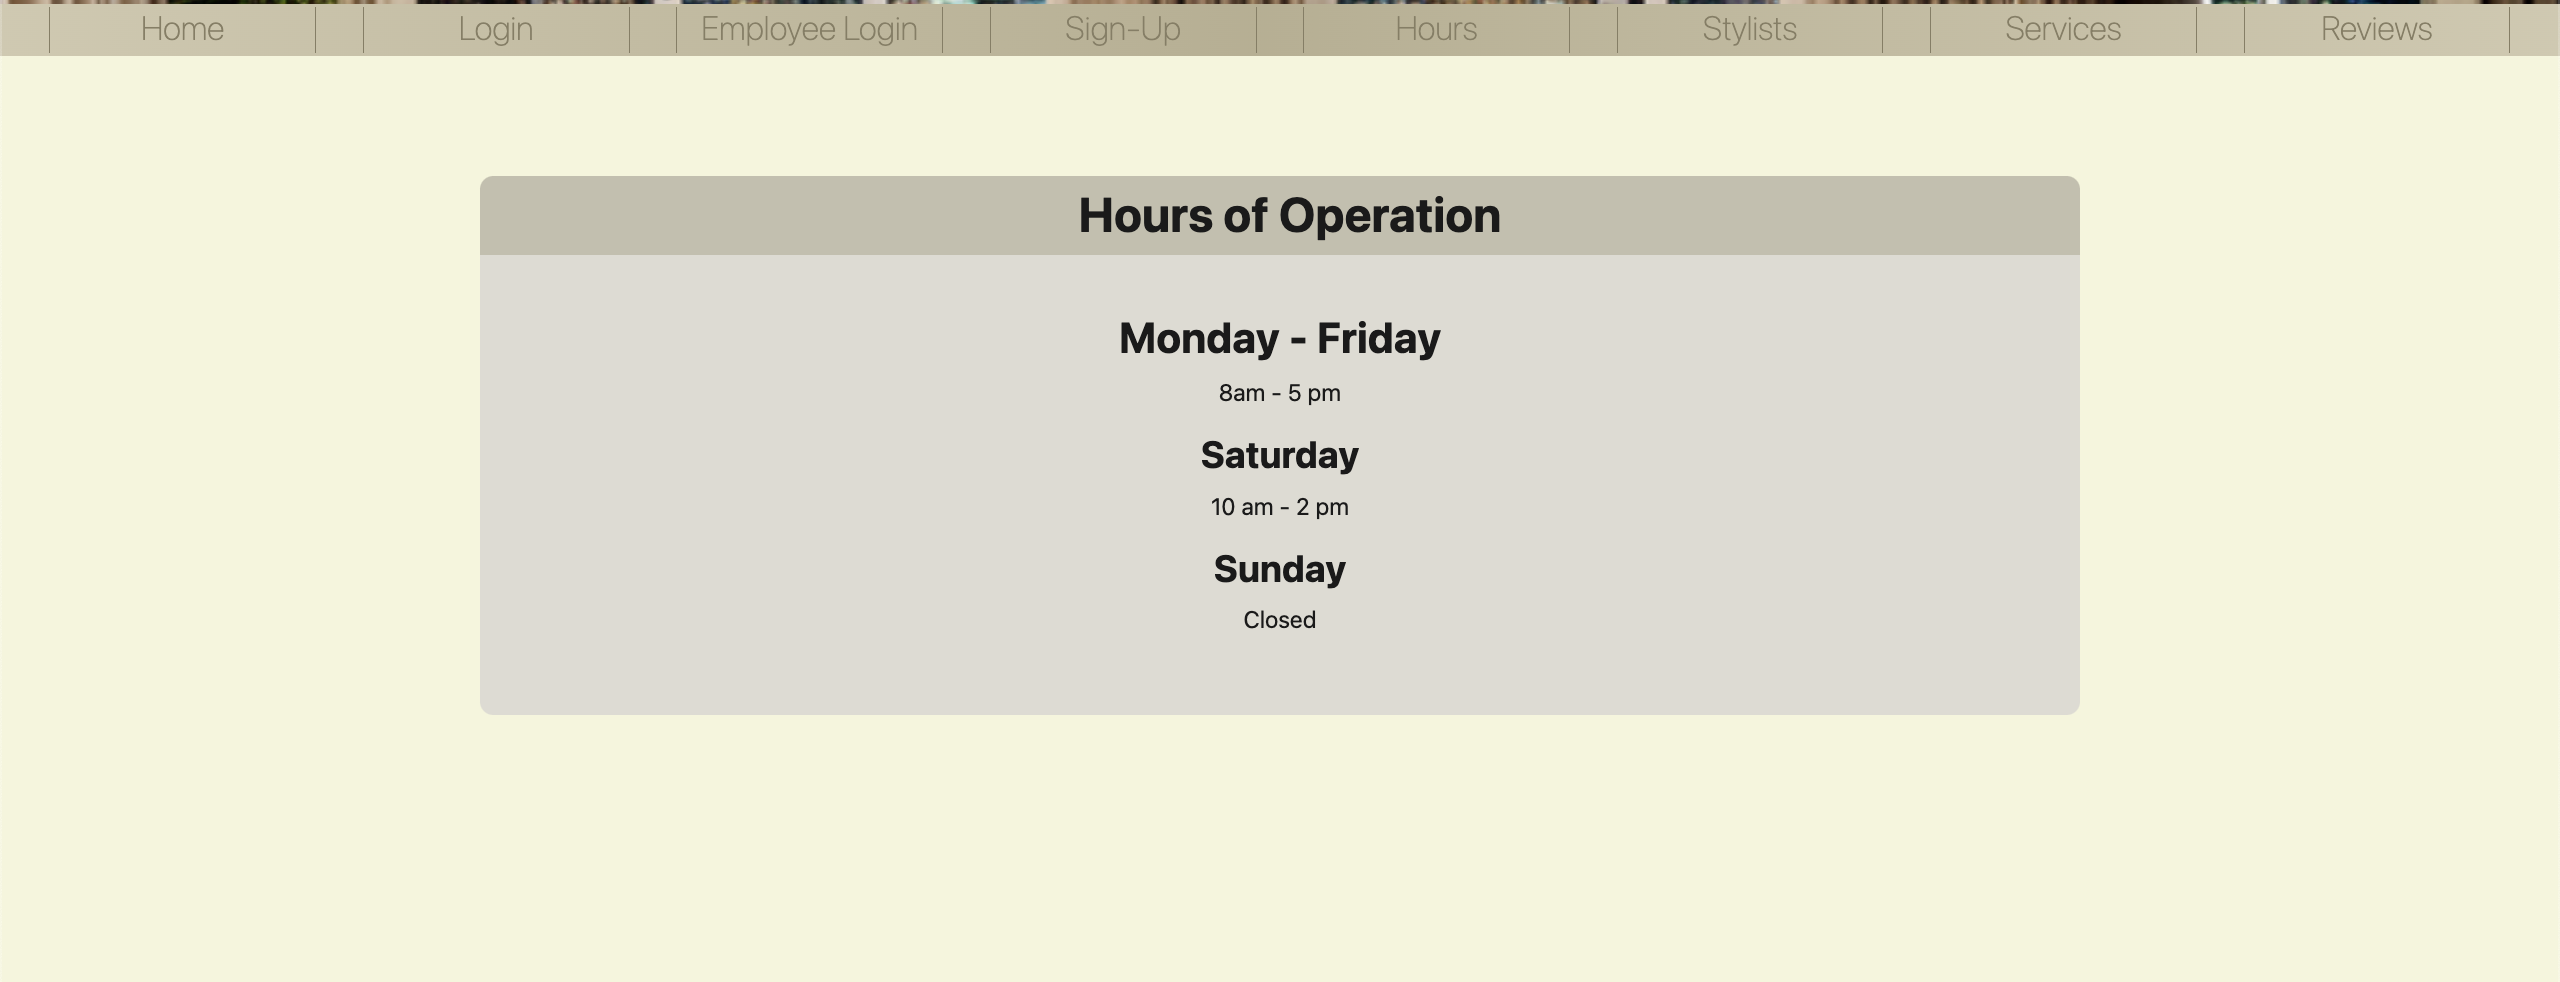 Home Login Employee Login Sign-Up Hours Stylists Services Reviews
Hours of Operation
Monday - Friday
8am - 5 pm
Saturday
10 am - 2 pm
Sunday
Closed